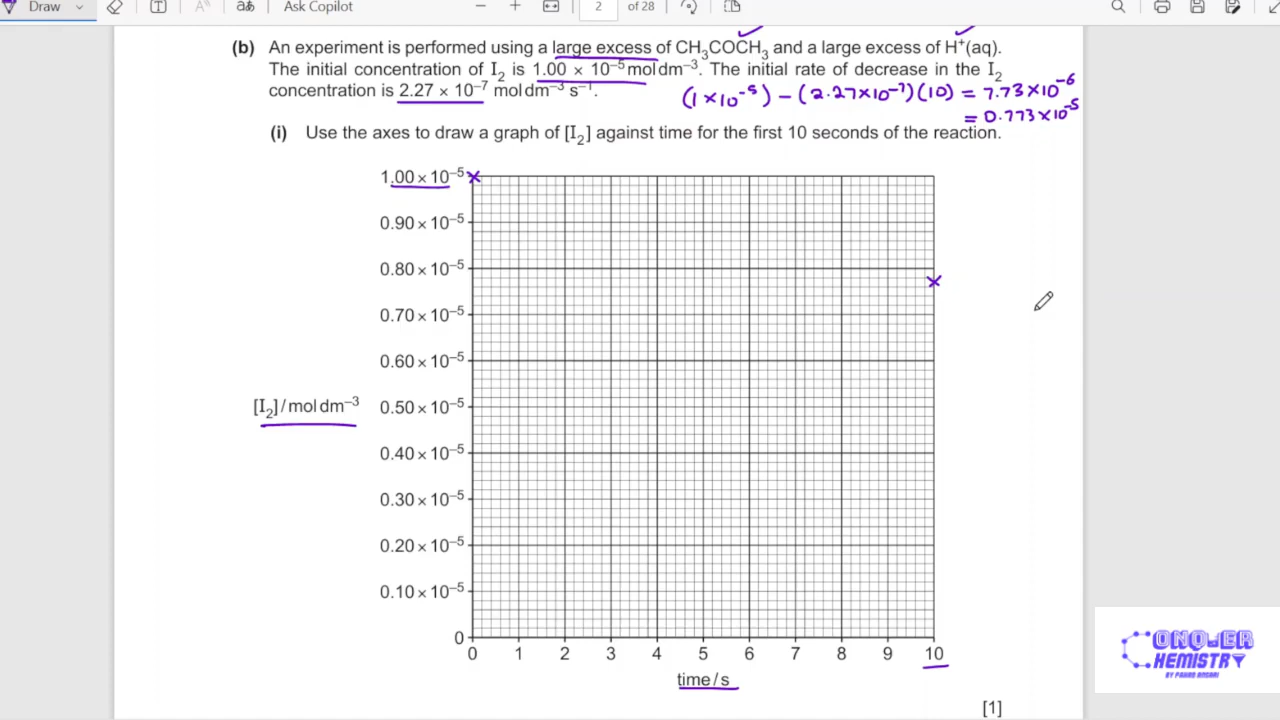 Draw aあ Ask Copilot 2 of 28
(b) An experiment is performed using a large excess of CH₃COCH₃ and a large excess of H⁺(aq).
The initial concentration of I₂ is 1.00 × 10⁻⁵ mol dm⁻³. The initial rate of decrease in the I₂
concentration is 2.27 × 10⁻⁷ mol dm⁻³ s⁻¹.
(1 × 10⁻⁵) − (2.27×10⁻⁷)(10) = 7.73×10⁻⁶
= 0.773×10⁻⁵
(i) Use the axes to draw a graph of [I₂] against time for the first 10 seconds of the reaction.
1.00 × 10⁻⁵
0.90 × 10⁻⁵
0.80 × 10⁻⁵
0.70 × 10⁻⁵
0.60 × 10⁻⁵
[I₂] / mol dm⁻³ 0.50 × 10⁻⁵
0.40 × 10⁻⁵
0.30 × 10⁻⁵
0.20 × 10⁻⁵
0.10 × 10⁻⁵
0
0 1 2 3 4 5 6 7 8 9 10
time / s
[1]